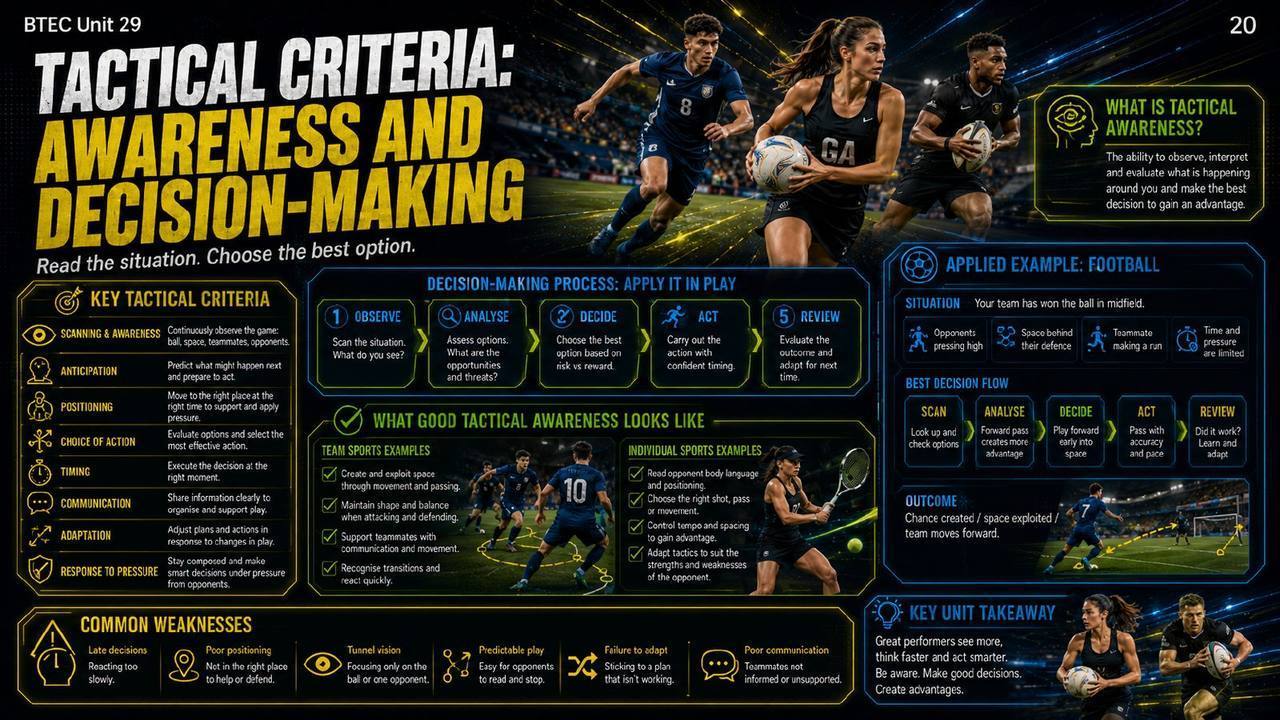 BTEC Unit 29
20
TACTICAL CRITERIA:
AWARENESS AND
DECISION-MAKING
Read the situation. Choose the best option.
8
8
GA
WHAT IS TACTICAL
AWARENESS?
The ability to observe, interpret
and evaluate what is happening
around you and make the best
decision to gain an advantage.
KEY TACTICAL CRITERIA
SCANNING & AWARENESS
Continuously observe the game:
ball, space, teammates, opponents.
ANTICIPATION
Predict what might happen next
and prepare to act.
POSITIONING
Move to the right place at the
right time to support and apply
pressure.
CHOICE OF ACTION
Evaluate options and select the
most effective action.
TIMING
Execute the decision at the
right moment.
COMMUNICATION
Share information clearly to
organise and support play.
ADAPTATION
Adjust plans and actions in
response to changes in play.
RESPONSE TO PRESSURE
Stay composed and make
smart decisions under pressure
from opponents.
DECISION-MAKING PROCESS: APPLY IT IN PLAY
1 OBSERVE
Scan the situation.
What do you see?
ANALYSE
Assess options.
What are the
opportunities
and threats?
2 DECIDE
Choose the best
option based on
risk vs reward.
ACT
Carry out the
action with
confident timing.
5 REVIEW
Evaluate the
outcome and
adapt for next
time.
WHAT GOOD TACTICAL AWARENESS LOOKS LIKE
TEAM SPORTS EXAMPLES
Create and exploit space
through movement and passing.
Maintain shape and balance
when attacking and defending.
Support teammates with
communication and movement.
Recognise transitions and
react quickly.
10
INDIVIDUAL SPORTS EXAMPLES
Read opponent body language
and positioning.
Choose the right shot, pass
or movement.
Control tempo and spacing
to gain advantage.
Adapt tactics to suit the
strengths and weaknesses
of the opponent.
APPLIED EXAMPLE: FOOTBALL
SITUATION Your team has won the ball in midfield.
Opponents
pressing high
Space behind
their defence
Teammate
making a run
Time and
pressure
are limited
BEST DECISION FLOW
SCAN
Look up and
check options
ANALYSE
Forward pass
creates more
advantage
DECIDE
Play forward
early into
space
ACT
Pass with
accuracy
and pace
REVIEW
Did it work?
Learn and
adapt
OUTCOME
Chance created / space exploited /
team moves forward.
7
COMMON WEAKNESSES
Late decisions
Reacting too
slowly.
Poor positioning
Not in the right place
to help or defend.
Tunnel vision
Focusing only on the
ball or one opponent.
Predictable play
Easy for opponents
to read and stop.
Failure to adapt
Sticking to a plan
that isn't working.
Poor communication
Teammates not
informed or unsupported.
KEY UNIT TAKEAWAY
Great performers see more,
think faster and act smarter.
Be aware. Make good decisions.
Create advantages.